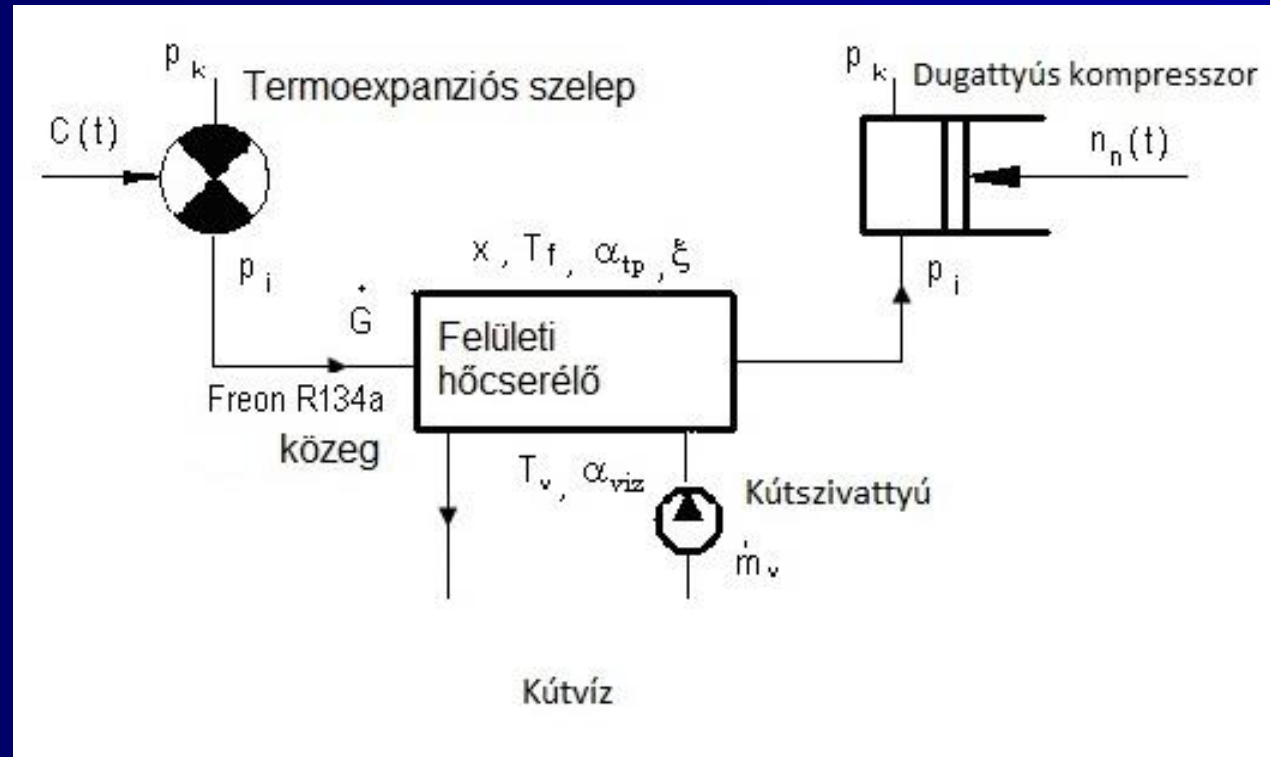 p k
Termoexpanziós szelep
C(t)
p k
Dugattyús kompresszor
n n (t)
p i
Ġ
x , T f , α tp , ξ
p i
Felületi
hőcserélő
Freon R134a
közeg
T v , α viz
Kútszivattyú
ṁ v
Kútvíz